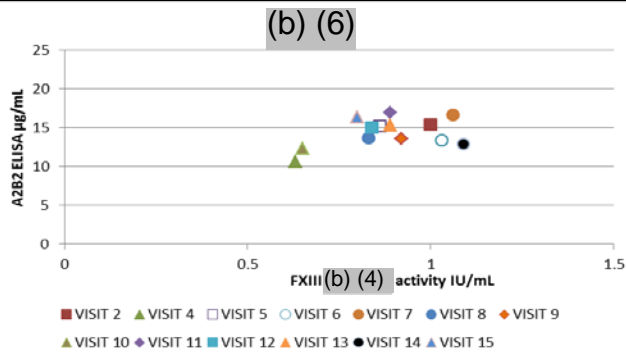 (b) (6)
25
20
15
10
5
0
A2B2 ELISA µg/mL
0 0.5 1 1.5
FXIII (b) (4) activity IU/mL
VISIT 2 VISIT 4 VISIT 5 VISIT 6 VISIT 7 VISIT 8 VISIT 9
VISIT 10 VISIT 11 VISIT 12 VISIT 13 VISIT 14 VISIT 15